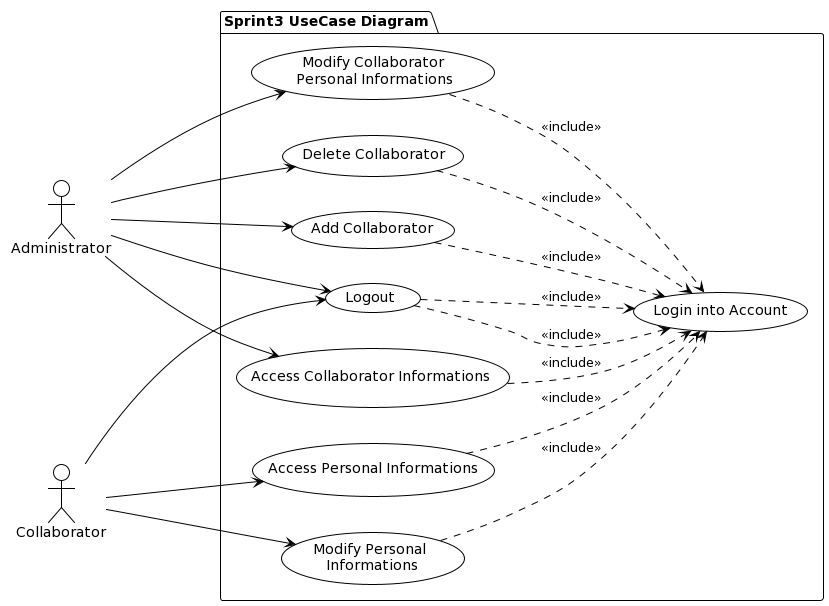 Sprint3 UseCase Diagram
Modify Collaborator
Personal Informations
«include»
Delete Collaborator
«include»
Administrator
Add Collaborator
«include»
Logout
«include»
Login into Account
«include»
Access Collaborator Informations
«include»
«include»
Access Personal Informations
«include»
Collaborator
Modify Personal
Informations